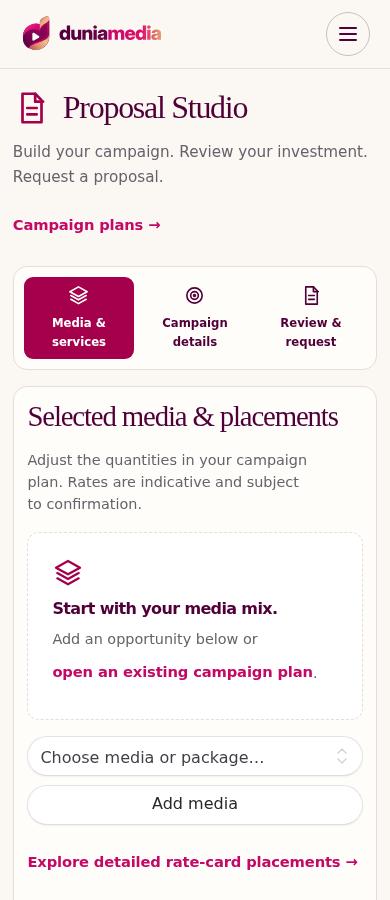 duniamedia
Proposal Studio
Build your campaign. Review your investment.
Request a proposal.
Campaign plans →
Media &
services
Campaign
details
Review &
request
Selected media & placements
Adjust the quantities in your campaign
plan. Rates are indicative and subject
to confirmation.
Start with your media mix.
Add an opportunity below or
open an existing campaign plan.
Choose media or package…
Add media
Explore detailed rate-card placements →